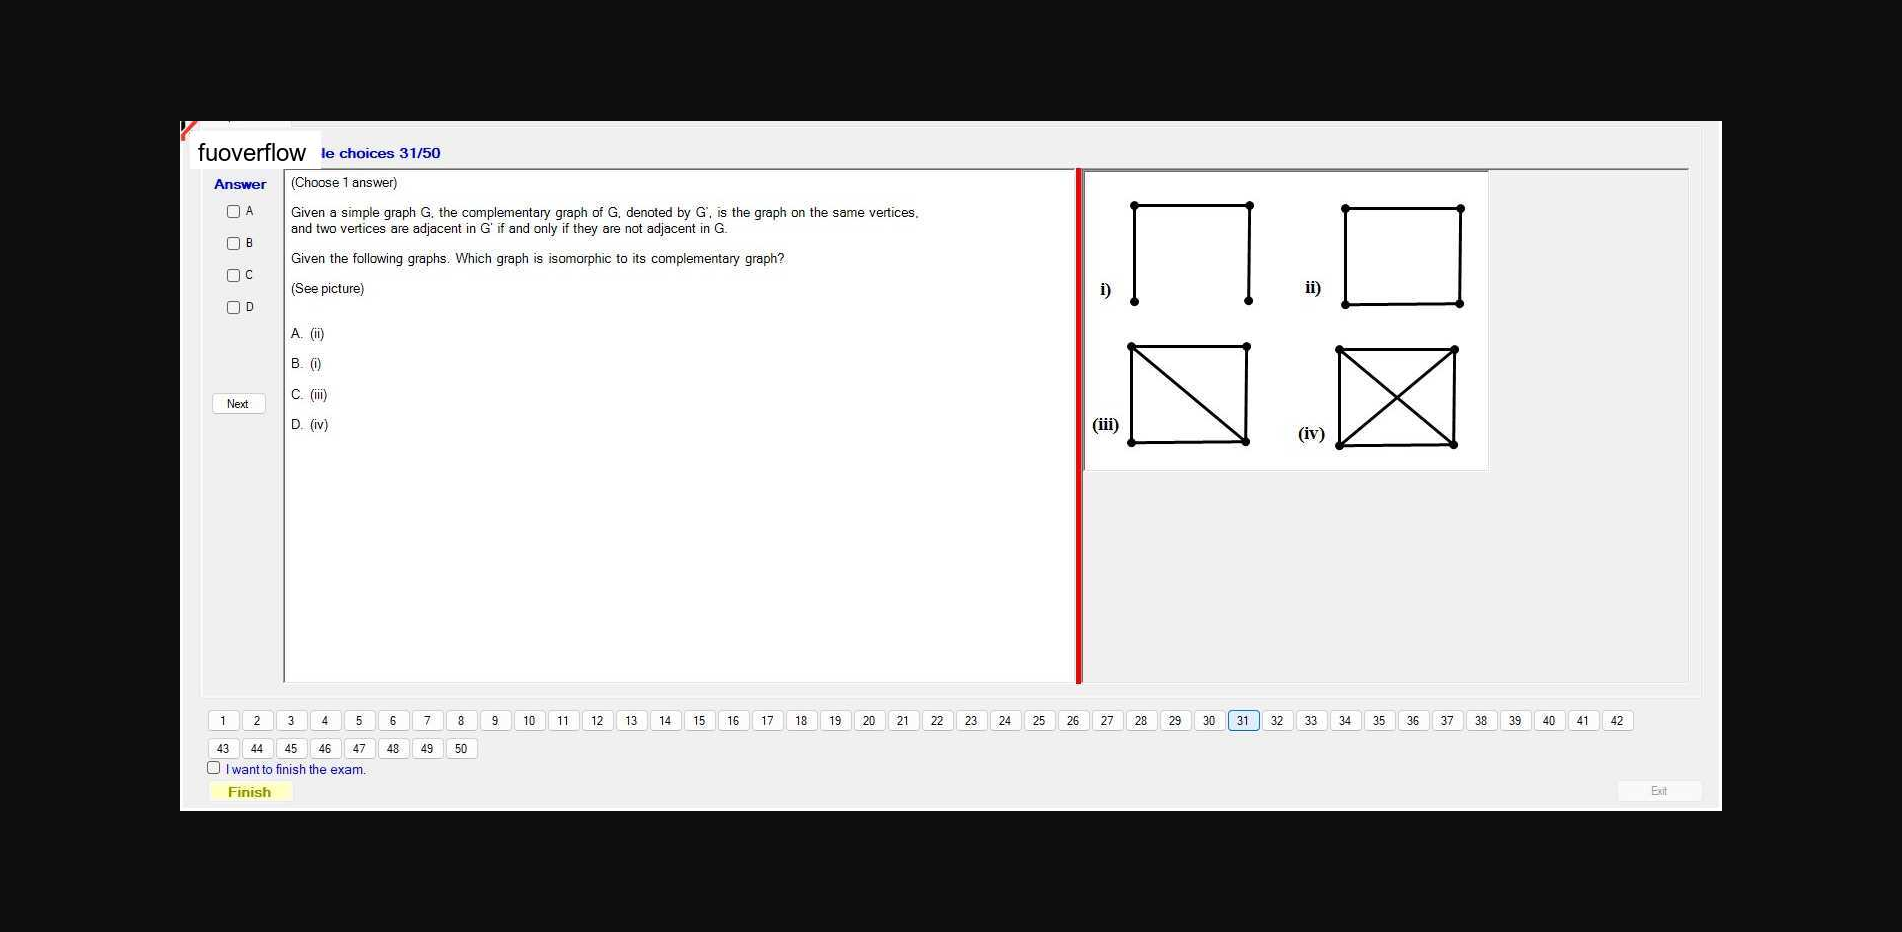 fuoverflow le choices 31/50
Answer
A
B
C
D
Next
(Choose 1 answer)
Given a simple graph G, the complementary graph of G, denoted by G', is the graph on the same vertices,
and two vertices are adjacent in G' if and only if they are not adjacent in G.
Given the following graphs. Which graph is isomorphic to its complementary graph?
(See picture)
A. (ii)
B. (i)
C. (iii)
D. (iv)
i) ii)
(iii) (iv)
1 2 3 4 5 6 7 8 9 10 11 12 13 14 15 16 17 18 19 20 21 22 23 24 25 26 27 28 29 30 31 32 33 34 35 36 37 38 39 40 41 42
43 44 45 46 47 48 49 50
I want to finish the exam.
Finish Exit